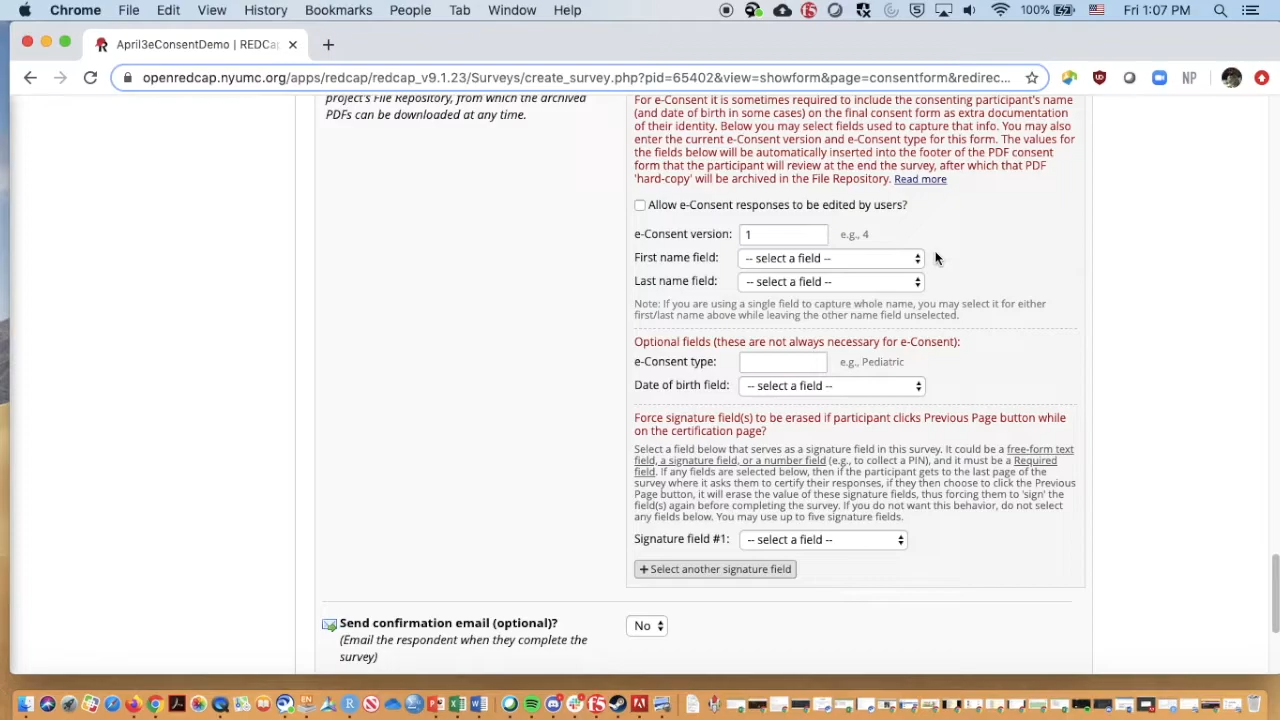 Chrome File Edit View History Bookmarks People Tab Window Help 100% Fri 1:07 PM
April3eConsentDemo | REDCa
openredcap.nyumc.org/apps/redcap/redcap_v9.1.23/Surveys/create_survey.php?pid=65402&view=showform&page=consentform&redirec... NP
project's File Repository, from which the archived
PDFs can be downloaded at any time.
For e-Consent it is sometimes required to include the consenting participant's name
(and date of birth in some cases) on the final consent form as extra documentation
of their identity. Below you may select fields used to capture that info. You may also
enter the current e-Consent version and e-Consent type for this form. The values for
the fields below will be automatically inserted into the footer of the PDF consent
form that the participant will review at the end the survey, after which that PDF
'hard-copy' will be archived in the File Repository. Read more
Allow e-Consent responses to be edited by users?
e-Consent version: 1 e.g., 4
First name field: -- select a field --
Last name field: -- select a field --
Note: If you are using a single field to capture whole name, you may select it for either
first/last name above while leaving the other name field unselected.
Optional fields (these are not always necessary for e-Consent):
e-Consent type: e.g., Pediatric
Date of birth field: -- select a field --
Force signature field(s) to be erased if participant clicks Previous Page button while
on the certification page?
Select a field below that serves as a signature field in this survey. It could be a free-form text
field, a signature field, or a number field (e.g., to collect a PIN), and it must be a Required
field. If any fields are selected below, then if the participant gets to the last page of the
survey where it asks them to certify their responses, if they then choose to click the Previous
Page button, it will erase the value of these signature fields, thus forcing them to 'sign' the
field(s) again before completing the survey. If you do not want this behavior, do not select
any fields below. You may use up to five signature fields.
Signature field #1: -- select a field --
+ Select another signature field
Send confirmation email (optional)? No
(Email the respondent when they complete the
survey)